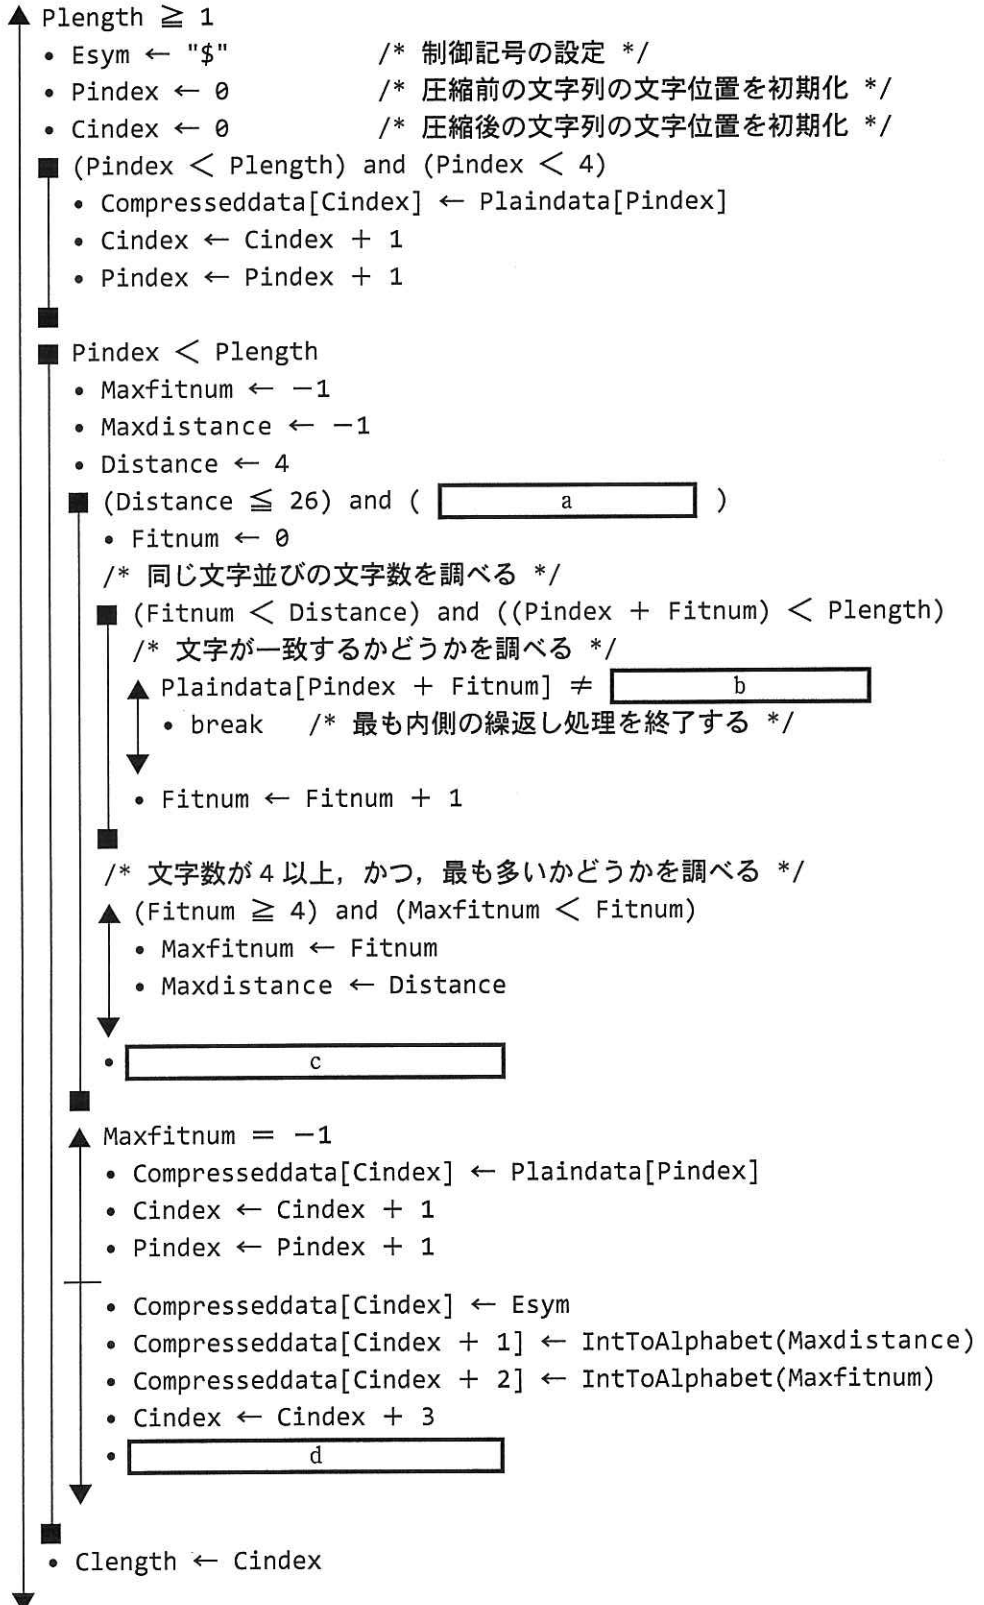 Plength ≧ 1
・Esym ← "$" /* 制御記号の設定 */
・Pindex ← 0 /* 圧縮前の文字列の文字位置を初期化 */
・Cindex ← 0 /* 圧縮後の文字列の文字位置を初期化 */
(Pindex < Plength) and (Pindex < 4)
・Compresseddata[Cindex] ← Plaindata[Pindex]
・Cindex ← Cindex + 1
・Pindex ← Pindex + 1
Pindex < Plength
・Maxfitnum ← −1
・Maxdistance ← −1
・Distance ← 4
(Distance ≦ 26) and ( a )
・Fitnum ← 0
/* 同じ文字並びの文字数を調べる */
(Fitnum < Distance) and ((Pindex + Fitnum) < Plength)
/* 文字が一致するかどうかを調べる */
Plaindata[Pindex + Fitnum] ≠ b
・break /* 最も内側の繰返し処理を終了する */
・Fitnum ← Fitnum + 1
/* 文字数が4以上，かつ，最も多いかどうかを調べる */
(Fitnum ≧ 4) and (Maxfitnum < Fitnum)
・Maxfitnum ← Fitnum
・Maxdistance ← Distance
・c
Maxfitnum = −1
・Compresseddata[Cindex] ← Plaindata[Pindex]
・Cindex ← Cindex + 1
・Pindex ← Pindex + 1
・Compresseddata[Cindex] ← Esym
・Compresseddata[Cindex + 1] ← IntToAlphabet(Maxdistance)
・Compresseddata[Cindex + 2] ← IntToAlphabet(Maxfitnum)
・Cindex ← Cindex + 3
・d
・Clength ← Cindex